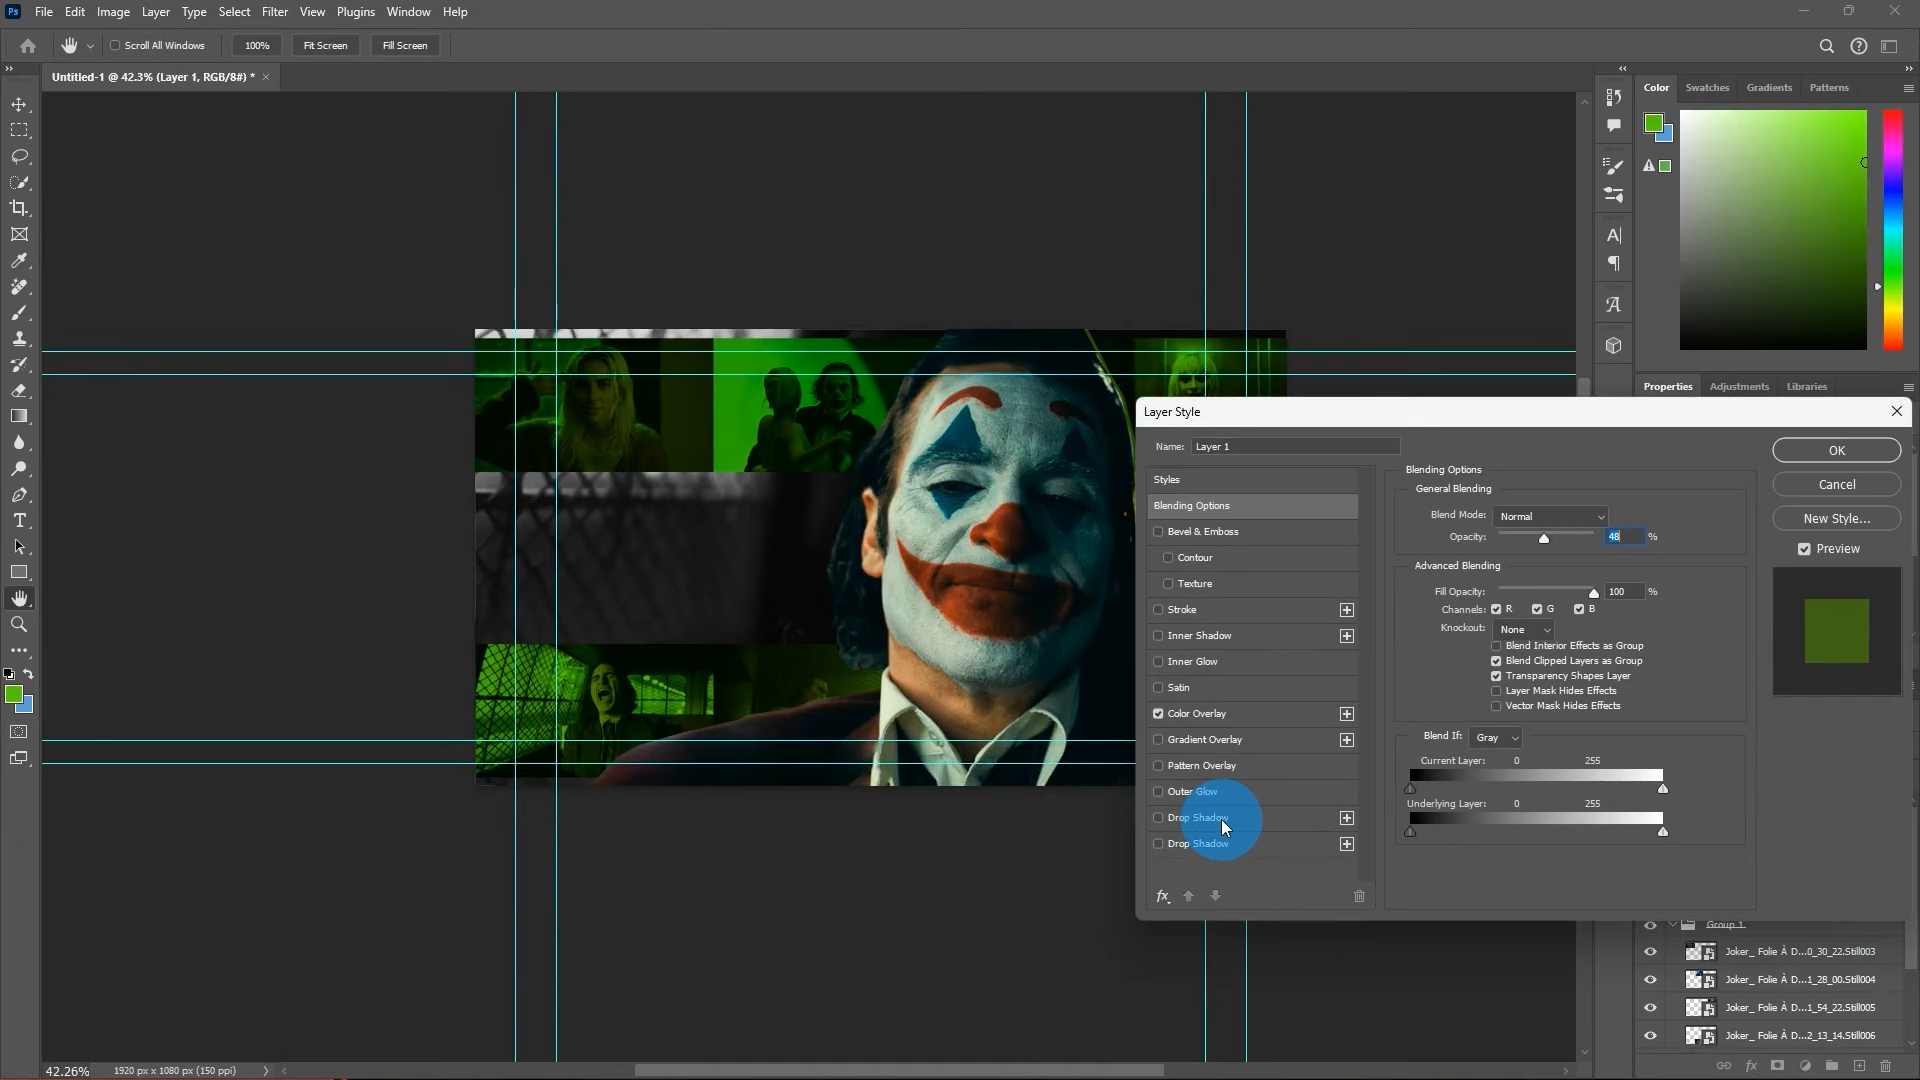 Ps File Edit Image Layer Type Select Filter View Plugins Window Help
Scroll All Windows 100% Fit Screen Fill Screen
Untitled-1 @ 42.3% (Layer 1, RGB/8#) *
Color Swatches Gradients Patterns
Properties Adjustments Libraries
Layer Style
Name: Layer 1
Styles
Blending Options
Bevel & Emboss
Contour
Texture
Stroke
Inner Shadow
Inner Glow
Satin
Color Overlay
Gradient Overlay
Pattern Overlay
Outer Glow
Drop Shadow
Drop Shadow
fx
Blending Options
General Blending
Blend Mode: Normal
Opacity: 48 %
Advanced Blending
Fill Opacity: 100 %
Channels: R G B
Knockout: None
Blend Interior Effects as Group
Blend Clipped Layers as Group
Transparency Shapes Layer
Layer Mask Hides Effects
Vector Mask Hides Effects
Blend If: Gray
Current Layer: 0 255
Underlying Layer: 0 255
OK
Cancel
New Style...
Preview
Group 1
Joker_ Folie À D...0_30_22.Still003
Joker_ Folie À D...1_28_00.Still004
Joker_ Folie À D...1_54_22.Still005
Joker_ Folie À D...2_13_14.Still006
fx
42.26% 1920 px x 1080 px (150 ppi)